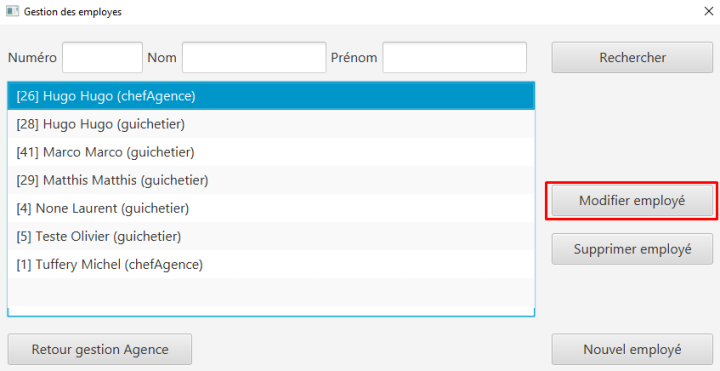 Gestion des employes
Numéro Nom Prénom Rechercher
[26] Hugo Hugo (chefAgence)
[28] Hugo Hugo (guichetier)
[41] Marco Marco (guichetier)
[29] Matthis Matthis (guichetier)
[4] None Laurent (guichetier)
[5] Teste Olivier (guichetier)
[1] Tuffery Michel (chefAgence)
Modifier employé
Supprimer employé
Retour gestion Agence Nouvel employé